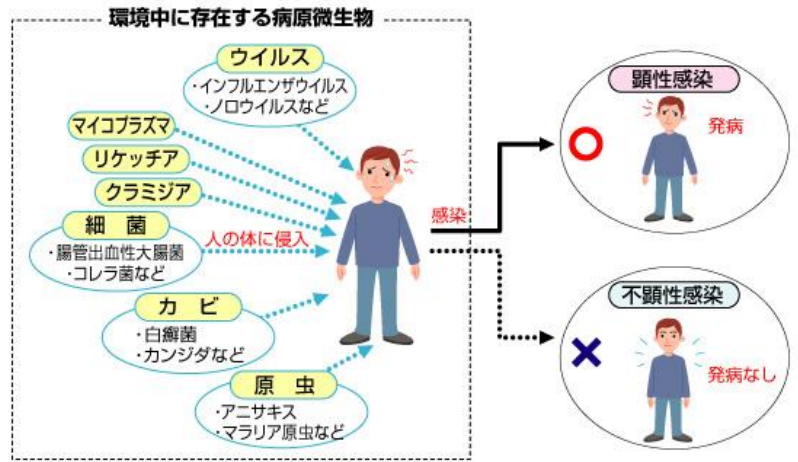 環境中に存在する病原微生物
ウイルス
・インフルエンザウイルス
・ノロウイルスなど
マイコプラズマ
リケッチア
クラミジア
細 菌
・腸管出血性大腸菌
・コレラ菌など
人の体に侵入
カ ビ
・白癬菌
・カンジダなど
原 虫
・アニサキス
・マラリア原虫など
感染
顕性感染
発病
不顕性感染
発病なし